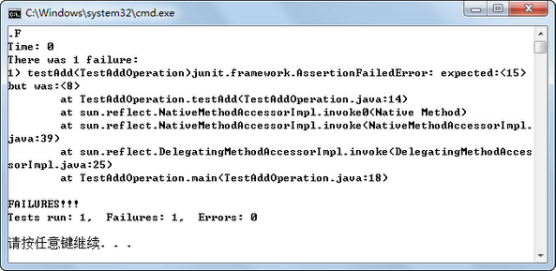 C:\Windows\system32\cmd.exe
.F
Time: 0
There was 1 failure:
1) testAdd(TestAddOperation)junit.framework.AssertionFailedError: expected:<15>
but was:<8>
at TestAddOperation.testAdd(TestAddOperation.java:14)
at sun.reflect.NativeMethodAccessorImpl.invoke0(Native Method)
at sun.reflect.NativeMethodAccessorImpl.invoke(NativeMethodAccessorImpl.
java:39)
at sun.reflect.DelegatingMethodAccessorImpl.invoke(DelegatingMethodAcces
sorImpl.java:25)
at TestAddOperation.main(TestAddOperation.java:18)
FAILURES!!!
Tests run: 1,  Failures: 1,  Errors: 0
请按任意键继续. . .